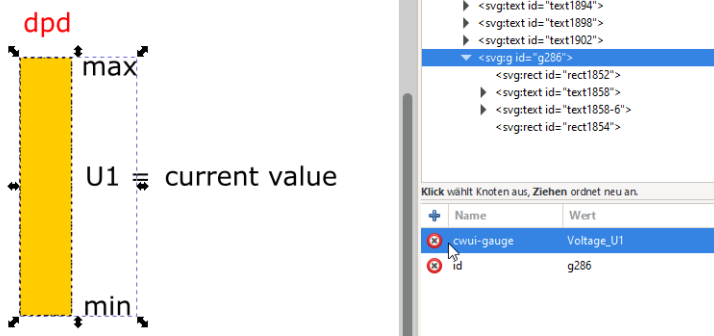 dpd
max
U1 = current value
min
<svg:text id="text1894">
<svg:text id="text1898">
<svg:text id="text1902">
<svg:g id="g286">
<svg:rect id="rect1852">
<svg:text id="text1858">
<svg:text id="text1858-6">
<svg:rect id="rect1854">
Klick wählt Knoten aus, Ziehen ordnet neu an.
Name Wert
cwui-gauge Voltage_U1
id g286